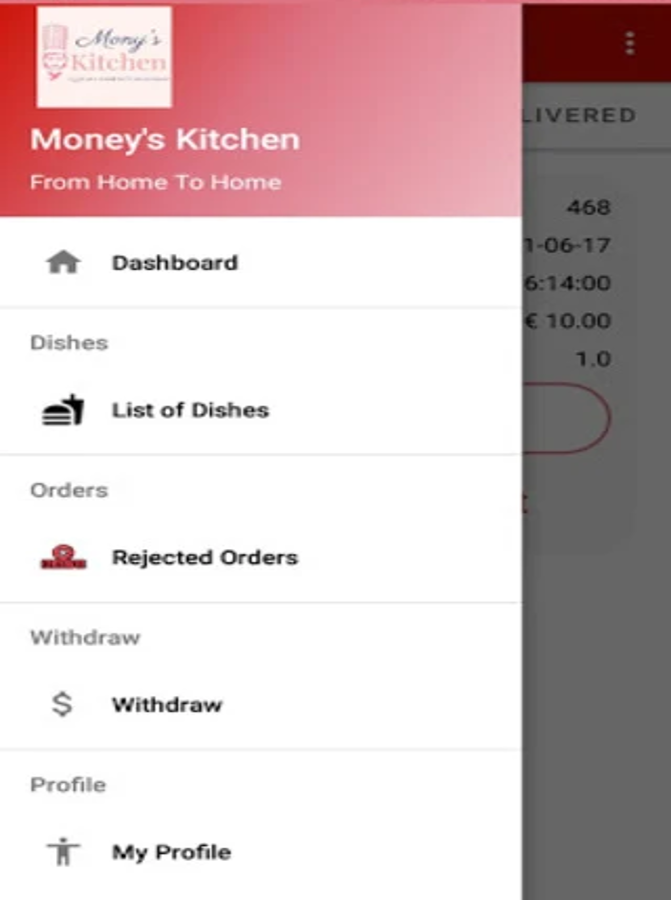 Mony's
Kitchen
Money's Kitchen
From Home To Home
LIVERED
468
Dashboard
1-06-17
6:14:00
€ 10.00
Dishes
1.0
List of Dishes
Orders
Rejected Orders
Withdraw
Withdraw
Profile
My Profile